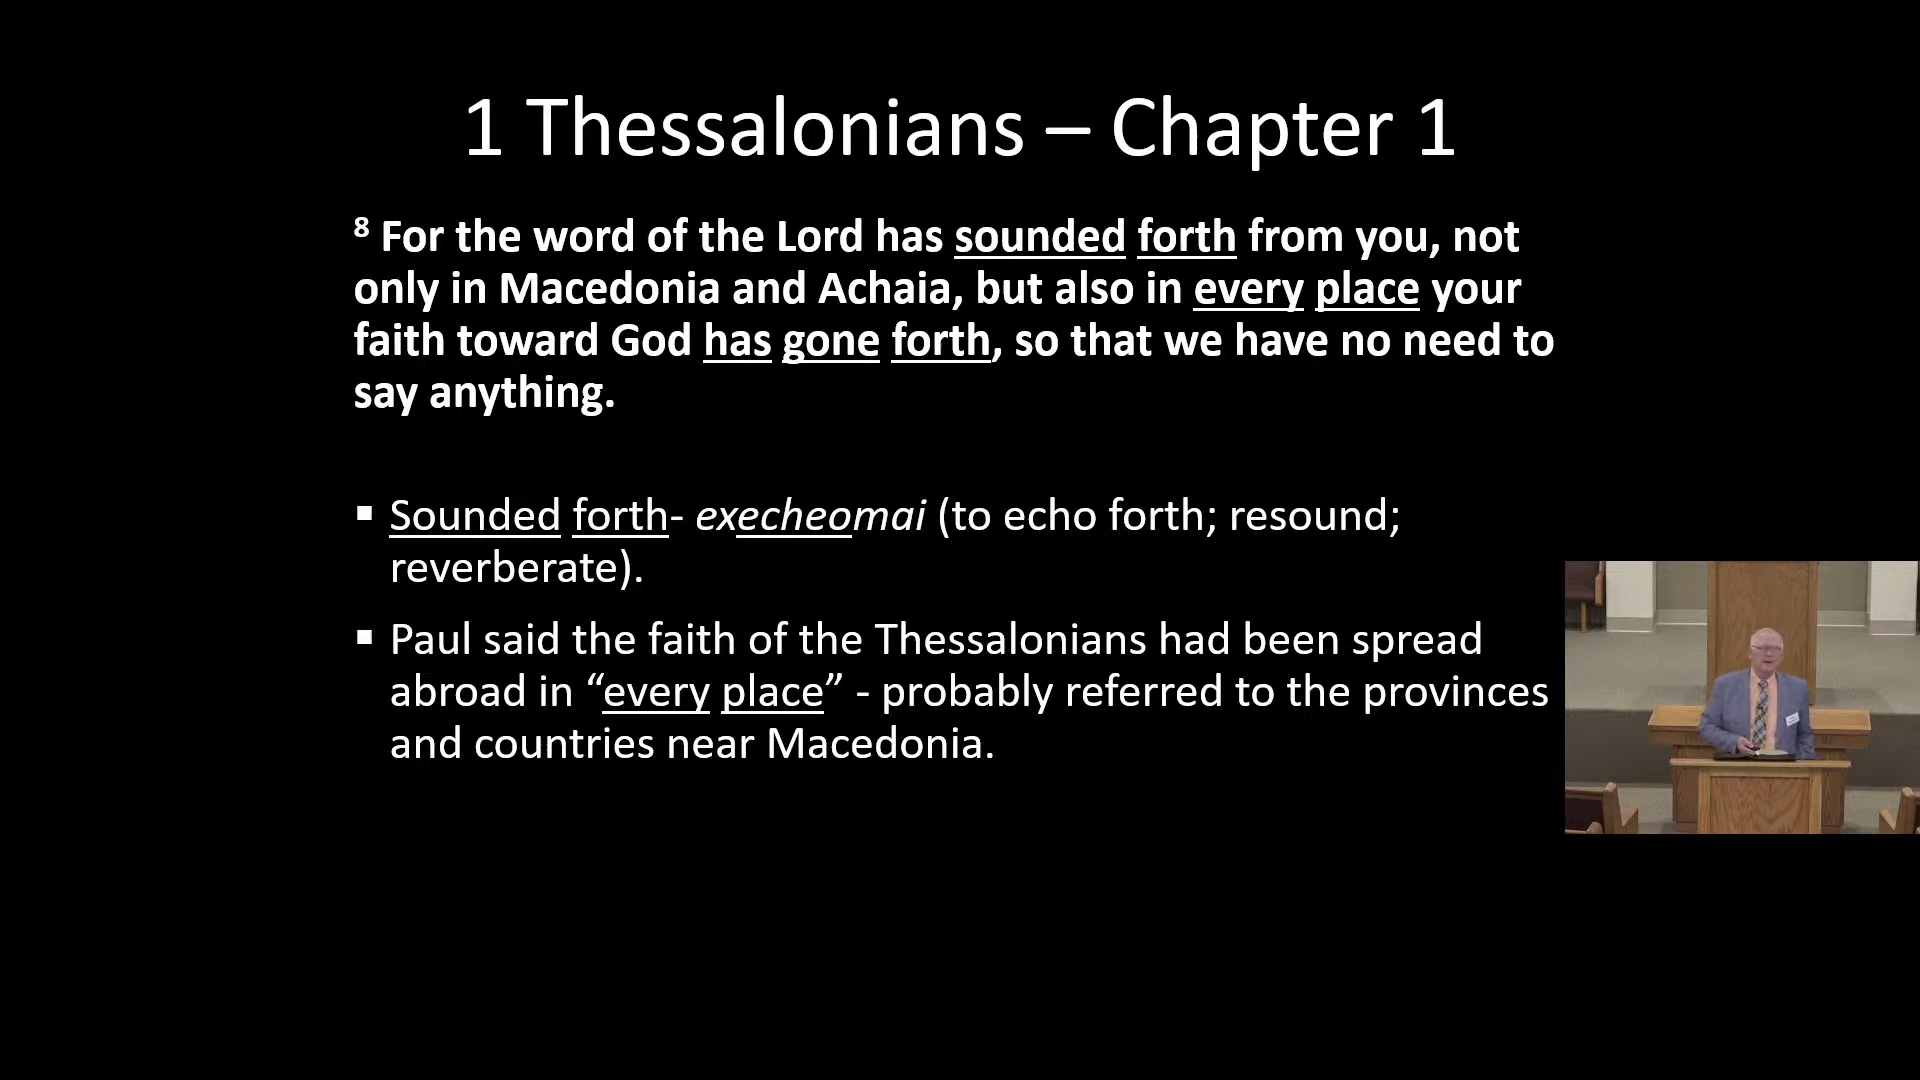 1 Thessalonians – Chapter 1
8 For the word of the Lord has sounded forth from you, not
only in Macedonia and Achaia, but also in every place your
faith toward God has gone forth, so that we have no need to
say anything.
▪ Sounded forth- execheomai (to echo forth; resound;
reverberate).
▪ Paul said the faith of the Thessalonians had been spread
abroad in “every place” - probably referred to the provinces
and countries near Macedonia.